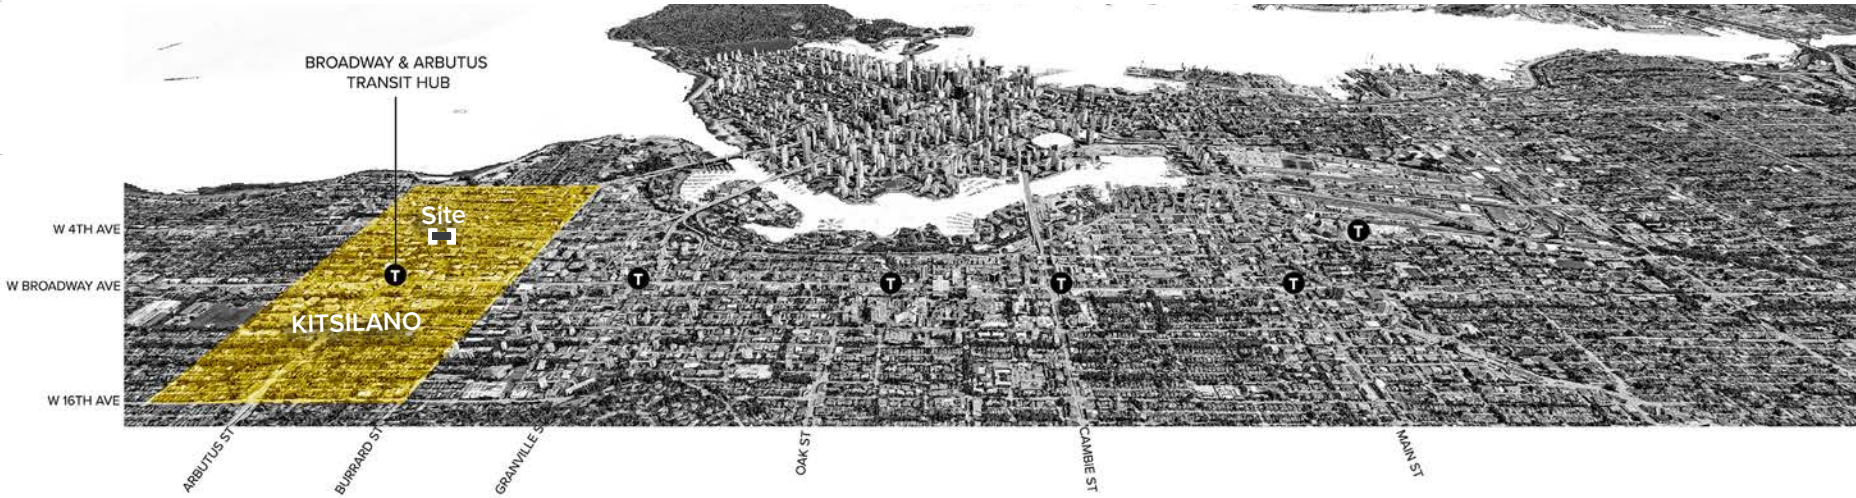 BROADWAY & ARBUTUS
TRANSIT HUB
Site
W 4TH AVE
T
T
T
T
T
T
W BROADWAY AVE
KITSILANO
W 16TH AVE
ARBUTUS ST
BURRARD ST
GRANVILLE S
OAK ST
CAMBIE ST
MAIN ST